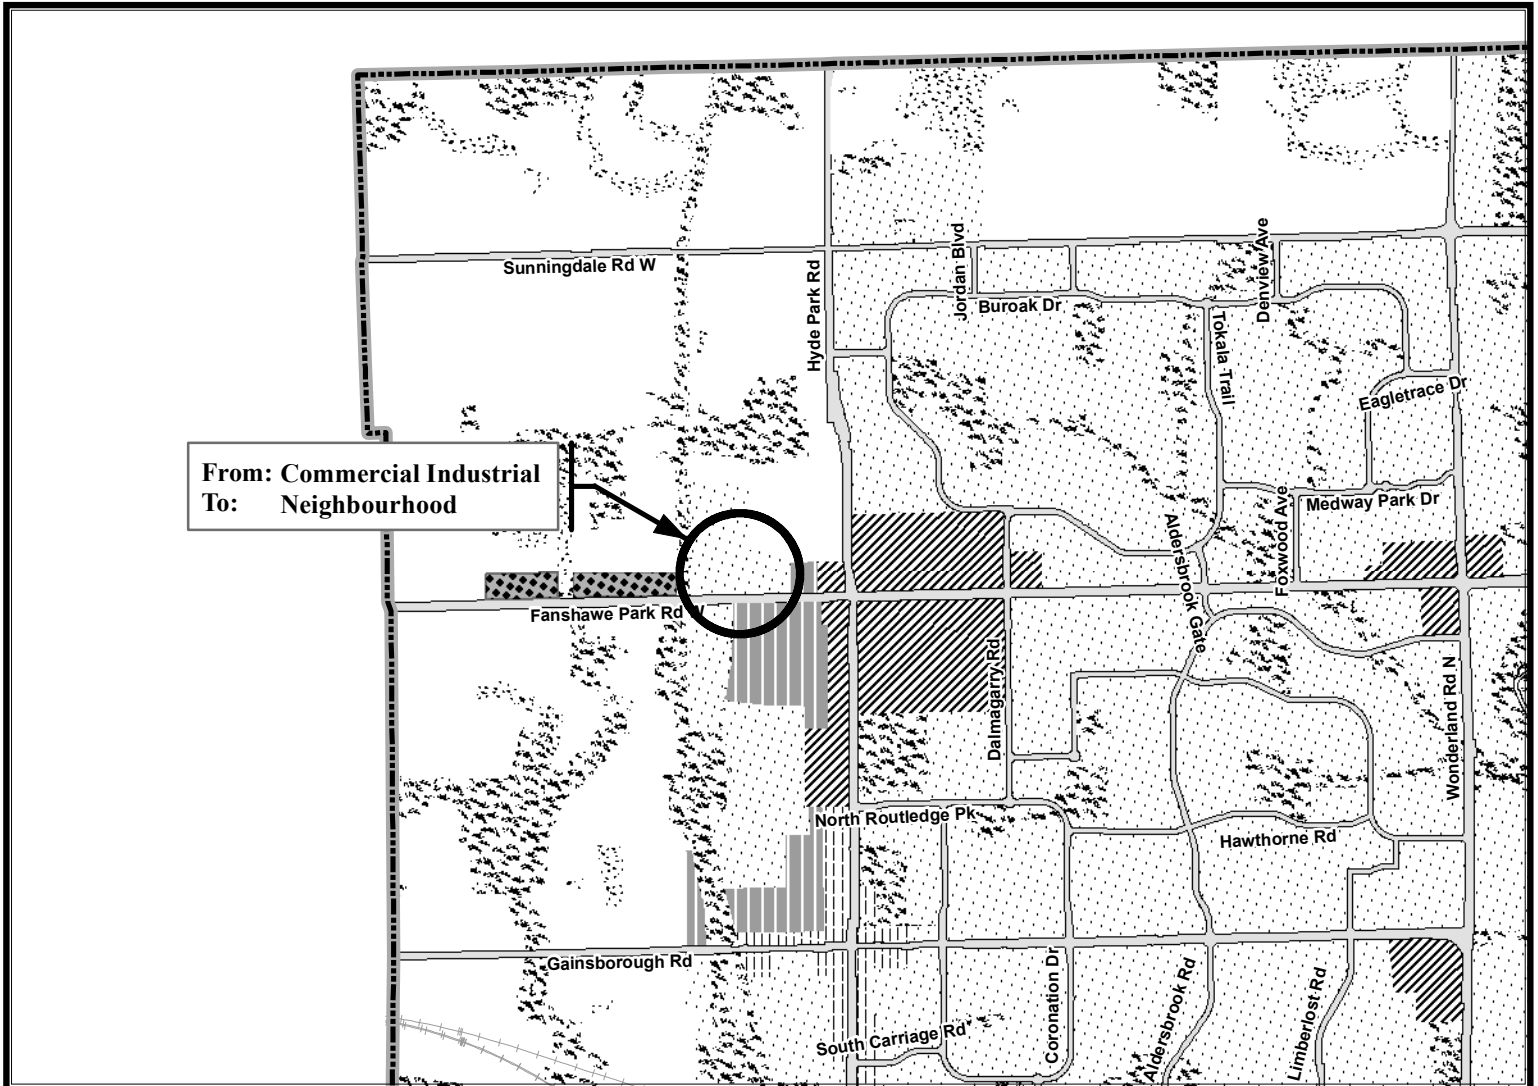 Sunningdale Rd W
Hyde Park Rd
Jordan Blvd
Buroak Dr
Denview Ave
Tokala Trail
Eagletrace Dr
From: Commercial Industrial
To: Neighbourhood
Medway Park Dr
Foxwood Ave
Aldersbrook Gate
Fanshawe Park Rd W
Dalmagarry Rd
Wonderland Rd N
North Routledge Pk
Hawthorne Rd
Gainsborough Rd
Coronation Dr
Aldersbrook Rd
Limberlost Rd
South Carriage Rd